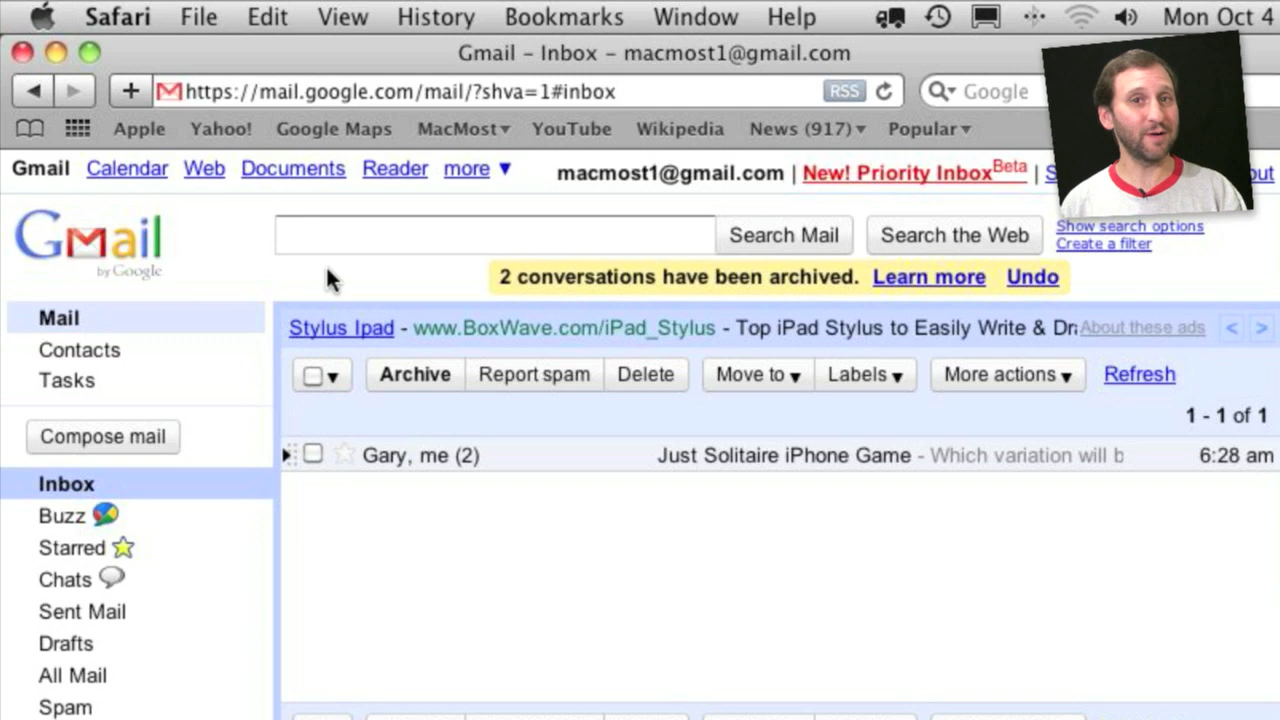 Safari File Edit View History Bookmarks Window Help Mon Oct 4
Gmail – Inbox – macmost1@gmail.com
https://mail.google.com/mail/?shva=1#inbox RSS Google
Apple Yahoo! Google Maps MacMost▾ YouTube Wikipedia News (917)▾ Popular▾
Gmail Calendar Web Documents Reader more ▼ macmost1@gmail.com | New! Priority Inbox Beta |
Gmail by Google
Search Mail Search the Web Show search options
Create a filter
2 conversations have been archived. Learn more Undo
Mail
Contacts
Tasks
Compose mail
Inbox
Buzz
Starred
Chats
Sent Mail
Drafts
All Mail
Spam
Stylus Ipad - www.BoxWave.com/iPad_Stylus - Top iPad Stylus to Easily Write & Dr About these ads < >
Archive Report spam Delete Move to ▾ Labels ▾ More actions ▾ Refresh
1 - 1 of 1
Gary, me (2) Just Solitaire iPhone Game - Which variation will b 6:28 am